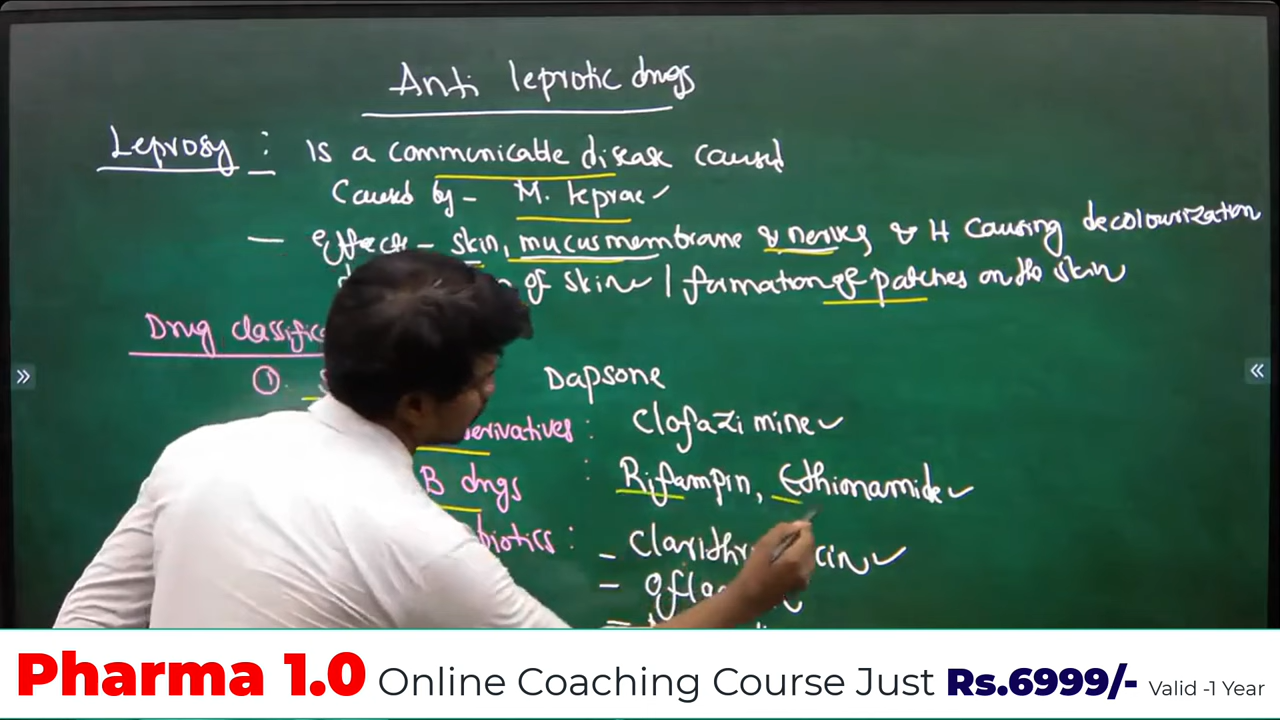 Anti leprotic drugs
Leprosy : Is a communicable disease caused
Caused by - M. leprae
effects - skin, mucus membrane & nerves & H causing decolourization
of skin / formation of patches on the skin
Drug classific
①. Dapsone
erivatives : Clofazimine
B drugs : Rifampin, Ethionamide
biotics : - Clarithr cin
- Oflo
Pharma 1.0 Online Coaching Course Just Rs.6999/- Valid -1 Year